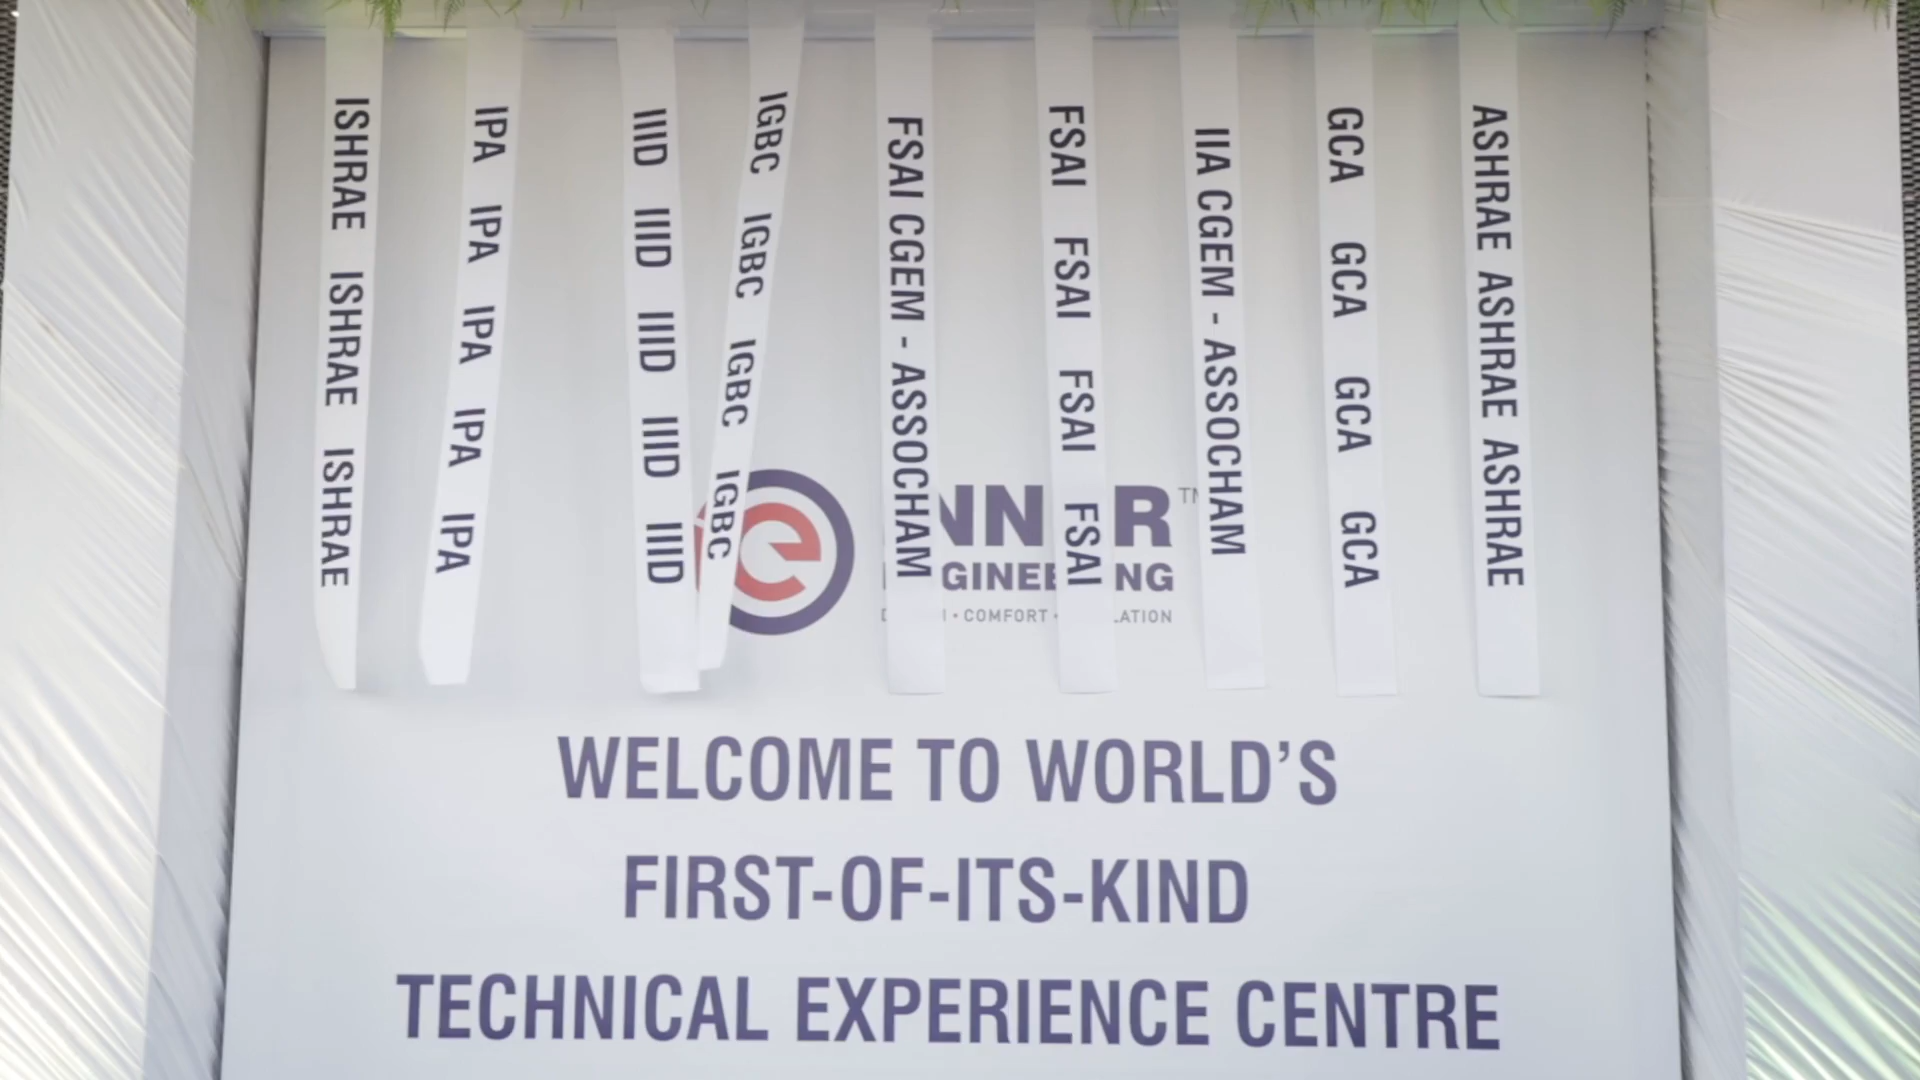 ISHRAE ISHRAE ISHRAE
IPA IPA IPA IPA IPA
IIID IIID IIID IIID IIID
IGBC IGBC IGBC IGBC
FSAI CGEM - ASSOCHAM
FSAI FSAI FSAI FSAI
IIA CGEM - ASSOCHAM
GCA GCA GCA GCA
ASHRAE ASHRAE ASHRAE
e
COMFORT
WELCOME TO WORLD'S
FIRST-OF-ITS-KIND
TECHNICAL EXPERIENCE CENTRE